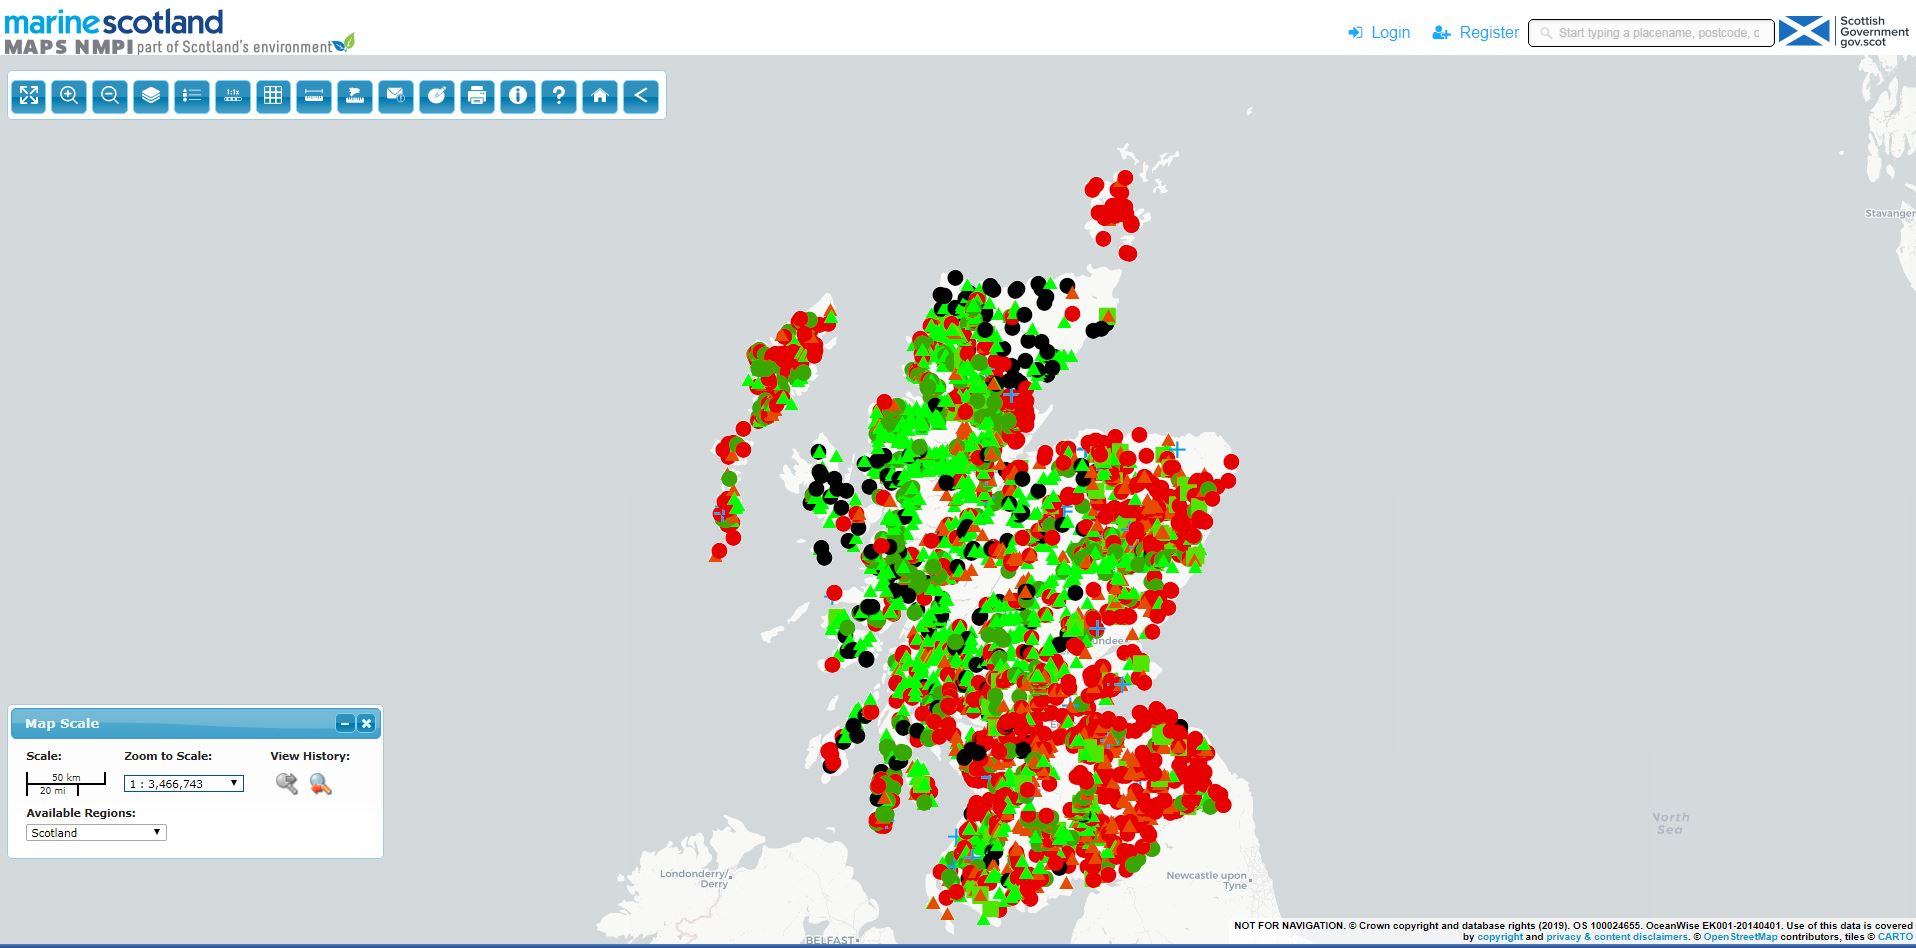 marinescotland
MAPS NMPI part of Scotland's environment
Login
Register
Start typing a placename, postcode, c
Scottish
Government
gov.scot
1:1x
Stavanger
Dundee
Map Scale
Scale:
Zoom to Scale:
View History:
50 km
20 mi
1 : 3,466,743
Available Regions:
Scotland
North
Sea
Londonderry/
Derry
Newcastle upon
Tyne
BELFAST
NOT FOR NAVIGATION. © Crown copyright and database rights (2019). OS 100024655. OceanWise EK001-20140401. Use of this data is covered
by copyright and privacy & content disclaimers. © OpenStreetMap contributors, tiles © CARTO